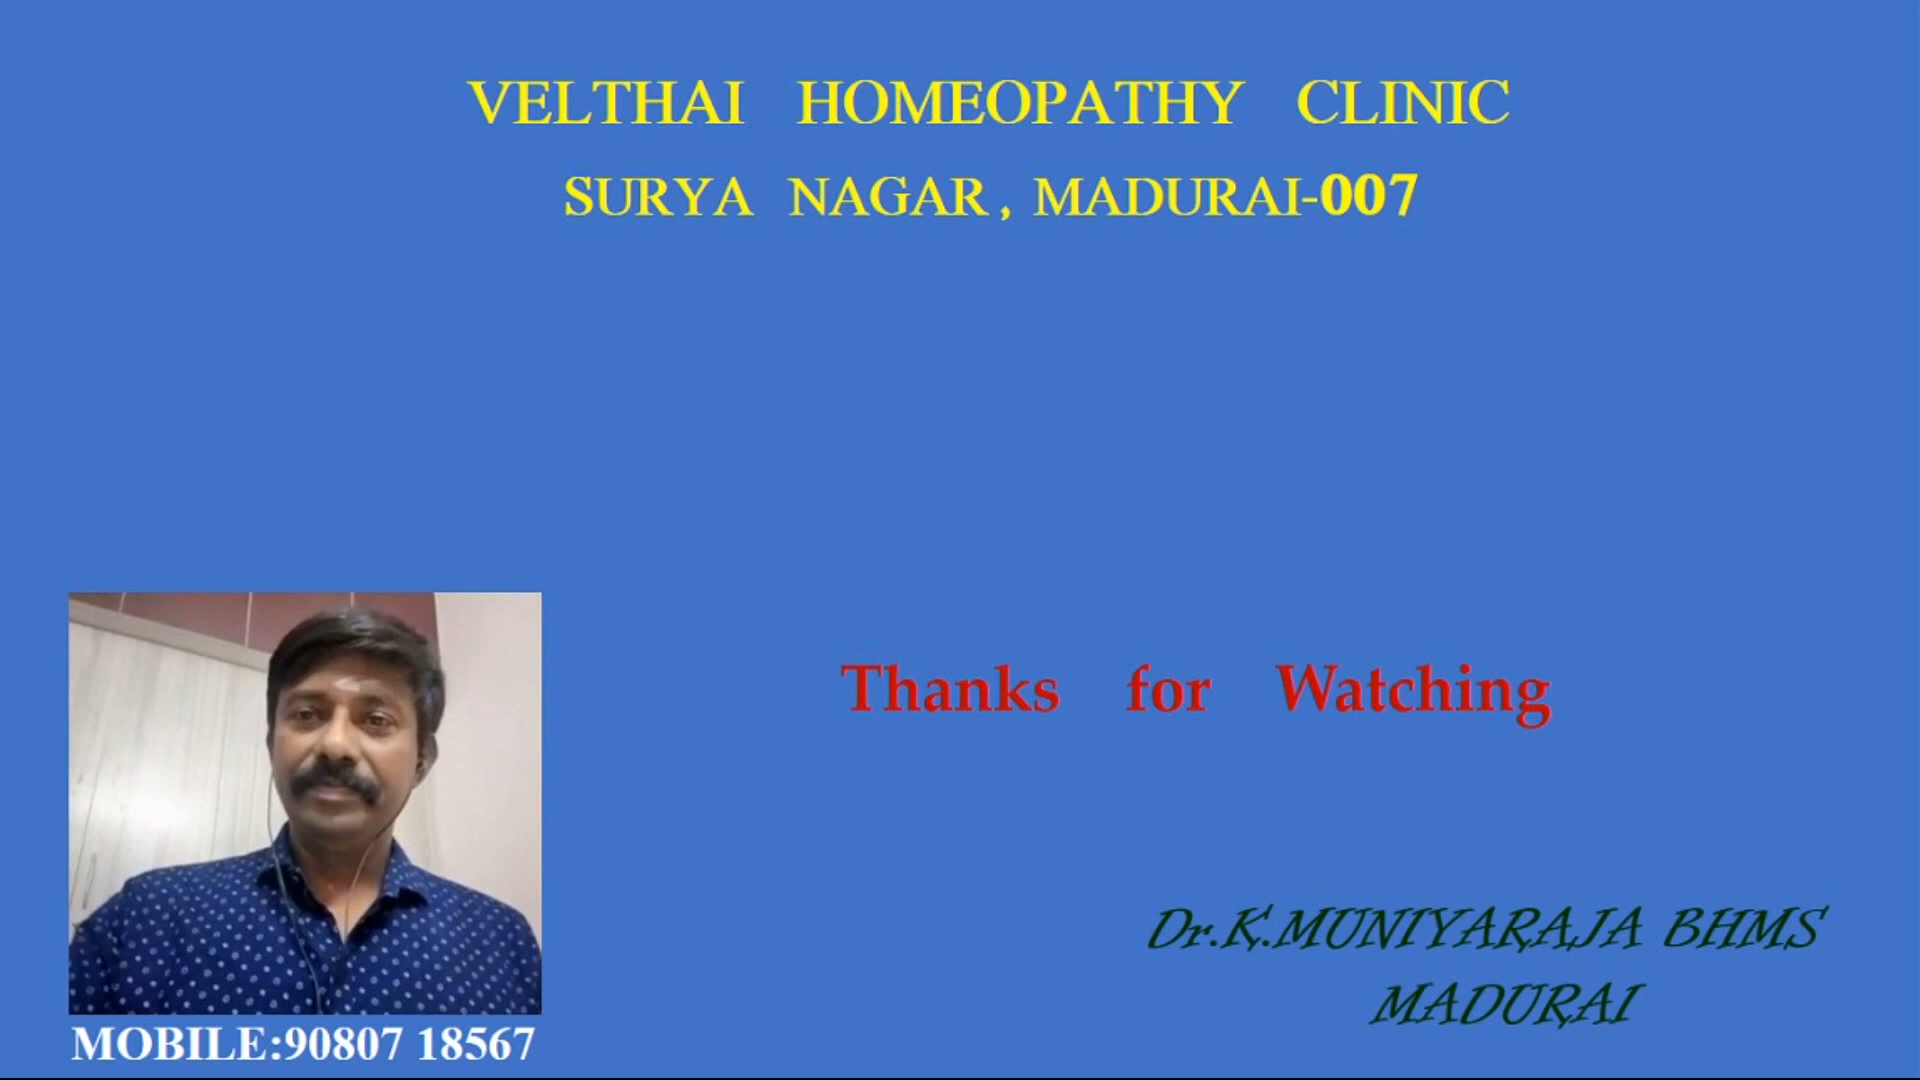 VELTHAI HOMEOPATHY CLINIC
SURYA NAGAR, MADURAI-007
Thanks for Watching
Dr.K.MUNIYARAJA BHMS
MADURAI
MOBILE:90807 18567